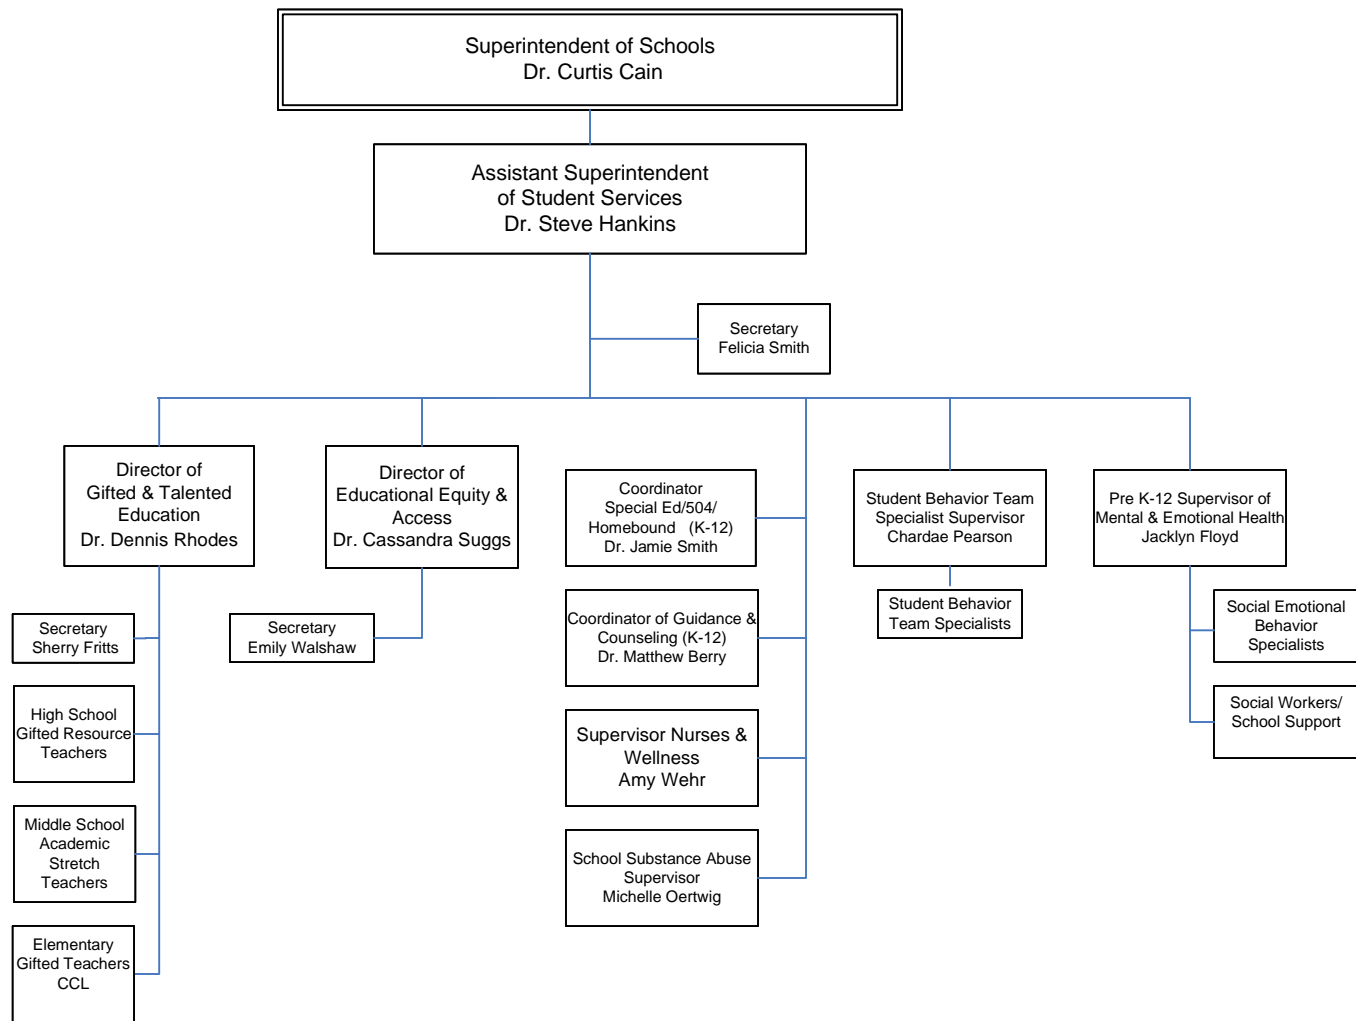 Superintendent of Schools
Dr. Curtis Cain
Assistant Superintendent
of Student Services
Dr. Steve Hankins
Secretary
Felicia Smith
Director of
Gifted & Talented
Education
Dr. Dennis Rhodes
Director of
Educational Equity &
Access
Dr. Cassandra Suggs
Coordinator
Special Ed/504/
Homebound (K-12)
Dr. Jamie Smith
Student Behavior Team
Specialist Supervisor
Chardae Pearson
Pre K-12 Supervisor of
Mental & Emotional Health
Jacklyn Floyd
Secretary
Sherry Fritts
Secretary
Emily Walshaw
Coordinator of Guidance &
Counseling (K-12)
Dr. Matthew Berry
Student Behavior
Team Specialists
Social Emotional
Behavior
Specialists
High School
Gifted Resource
Teachers
Supervisor Nurses &
Wellness
Amy Wehr
Social Workers/
School Support
Middle School
Academic
Stretch
Teachers
School Substance Abuse
Supervisor
Michelle Oertwig
Elementary
Gifted Teachers
CCL